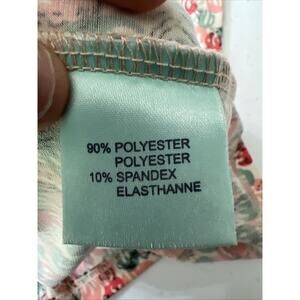 90% POLYESTER
POLYESTER
10% SPANDEX
ELASTHANNE